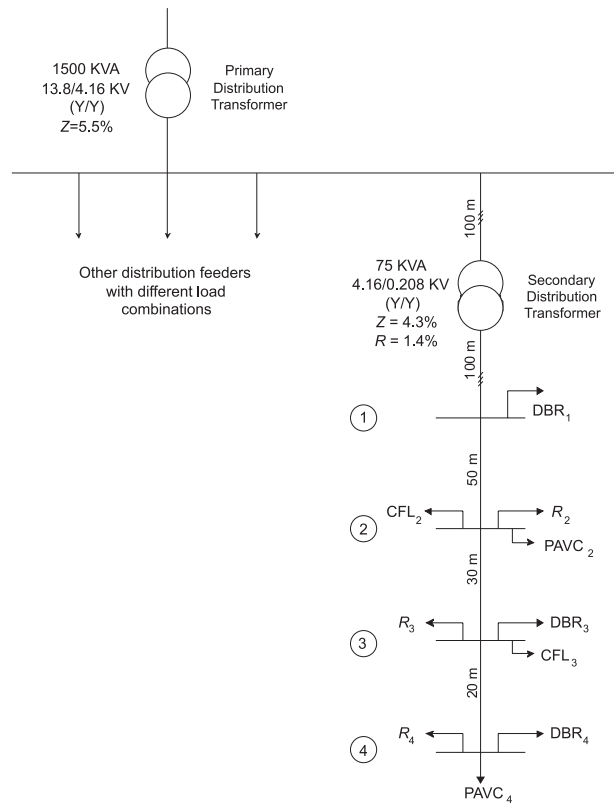 1500 KVA
13.8/4.16 KV
(Y/Y)
Z=5.5%
Primary
Distribution
Transformer
100 m
Other distribution feeders
with different load
combinations
75 KVA
4.16/0.208 KV
(Y/Y)
Z = 4.3%
R = 1.4%
Secondary
Distribution
Transformer
100 m
1
DBR1
50 m
CFL2
R2
2
PAVC2
30 m
R3
DBR3
3
CFL3
20 m
R4
DBR4
4
PAVC4